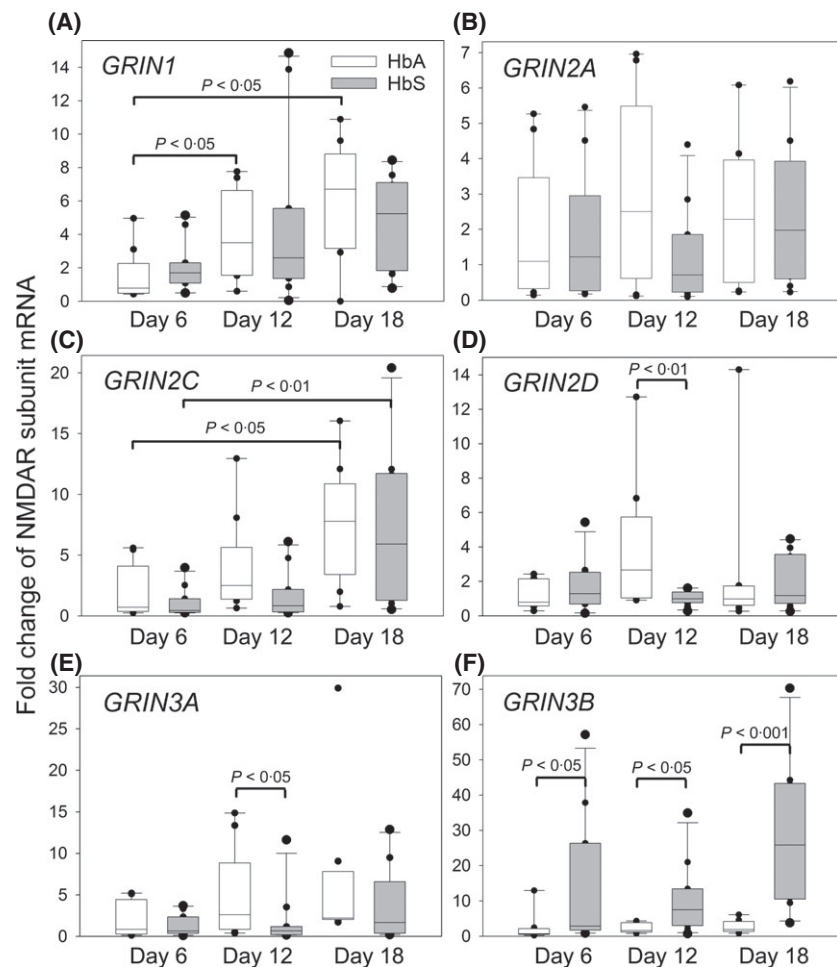 Fold change of NMDAR subunit mRNA
(A)
GRIN1
HbA
HbS
P < 0·05
P < 0·05
14
12
10
8
6
4
2
0
Day 6 Day 12 Day 18
(B)
GRIN2A
7
6
5
4
3
2
1
0
Day 6 Day 12 Day 18
(C)
GRIN2C
P < 0·01
P < 0·05
20
15
10
5
0
Day 6 Day 12 Day 18
(D)
GRIN2D
P < 0·01
14
12
10
8
6
4
2
0
Day 6 Day 12 Day 18
(E)
GRIN3A
P < 0·05
30
25
20
15
10
5
0
Day 6 Day 12 Day 18
(F)
GRIN3B
P < 0·05
P < 0·05
P < 0·001
70
60
50
40
30
20
10
0
Day 6 Day 12 Day 18